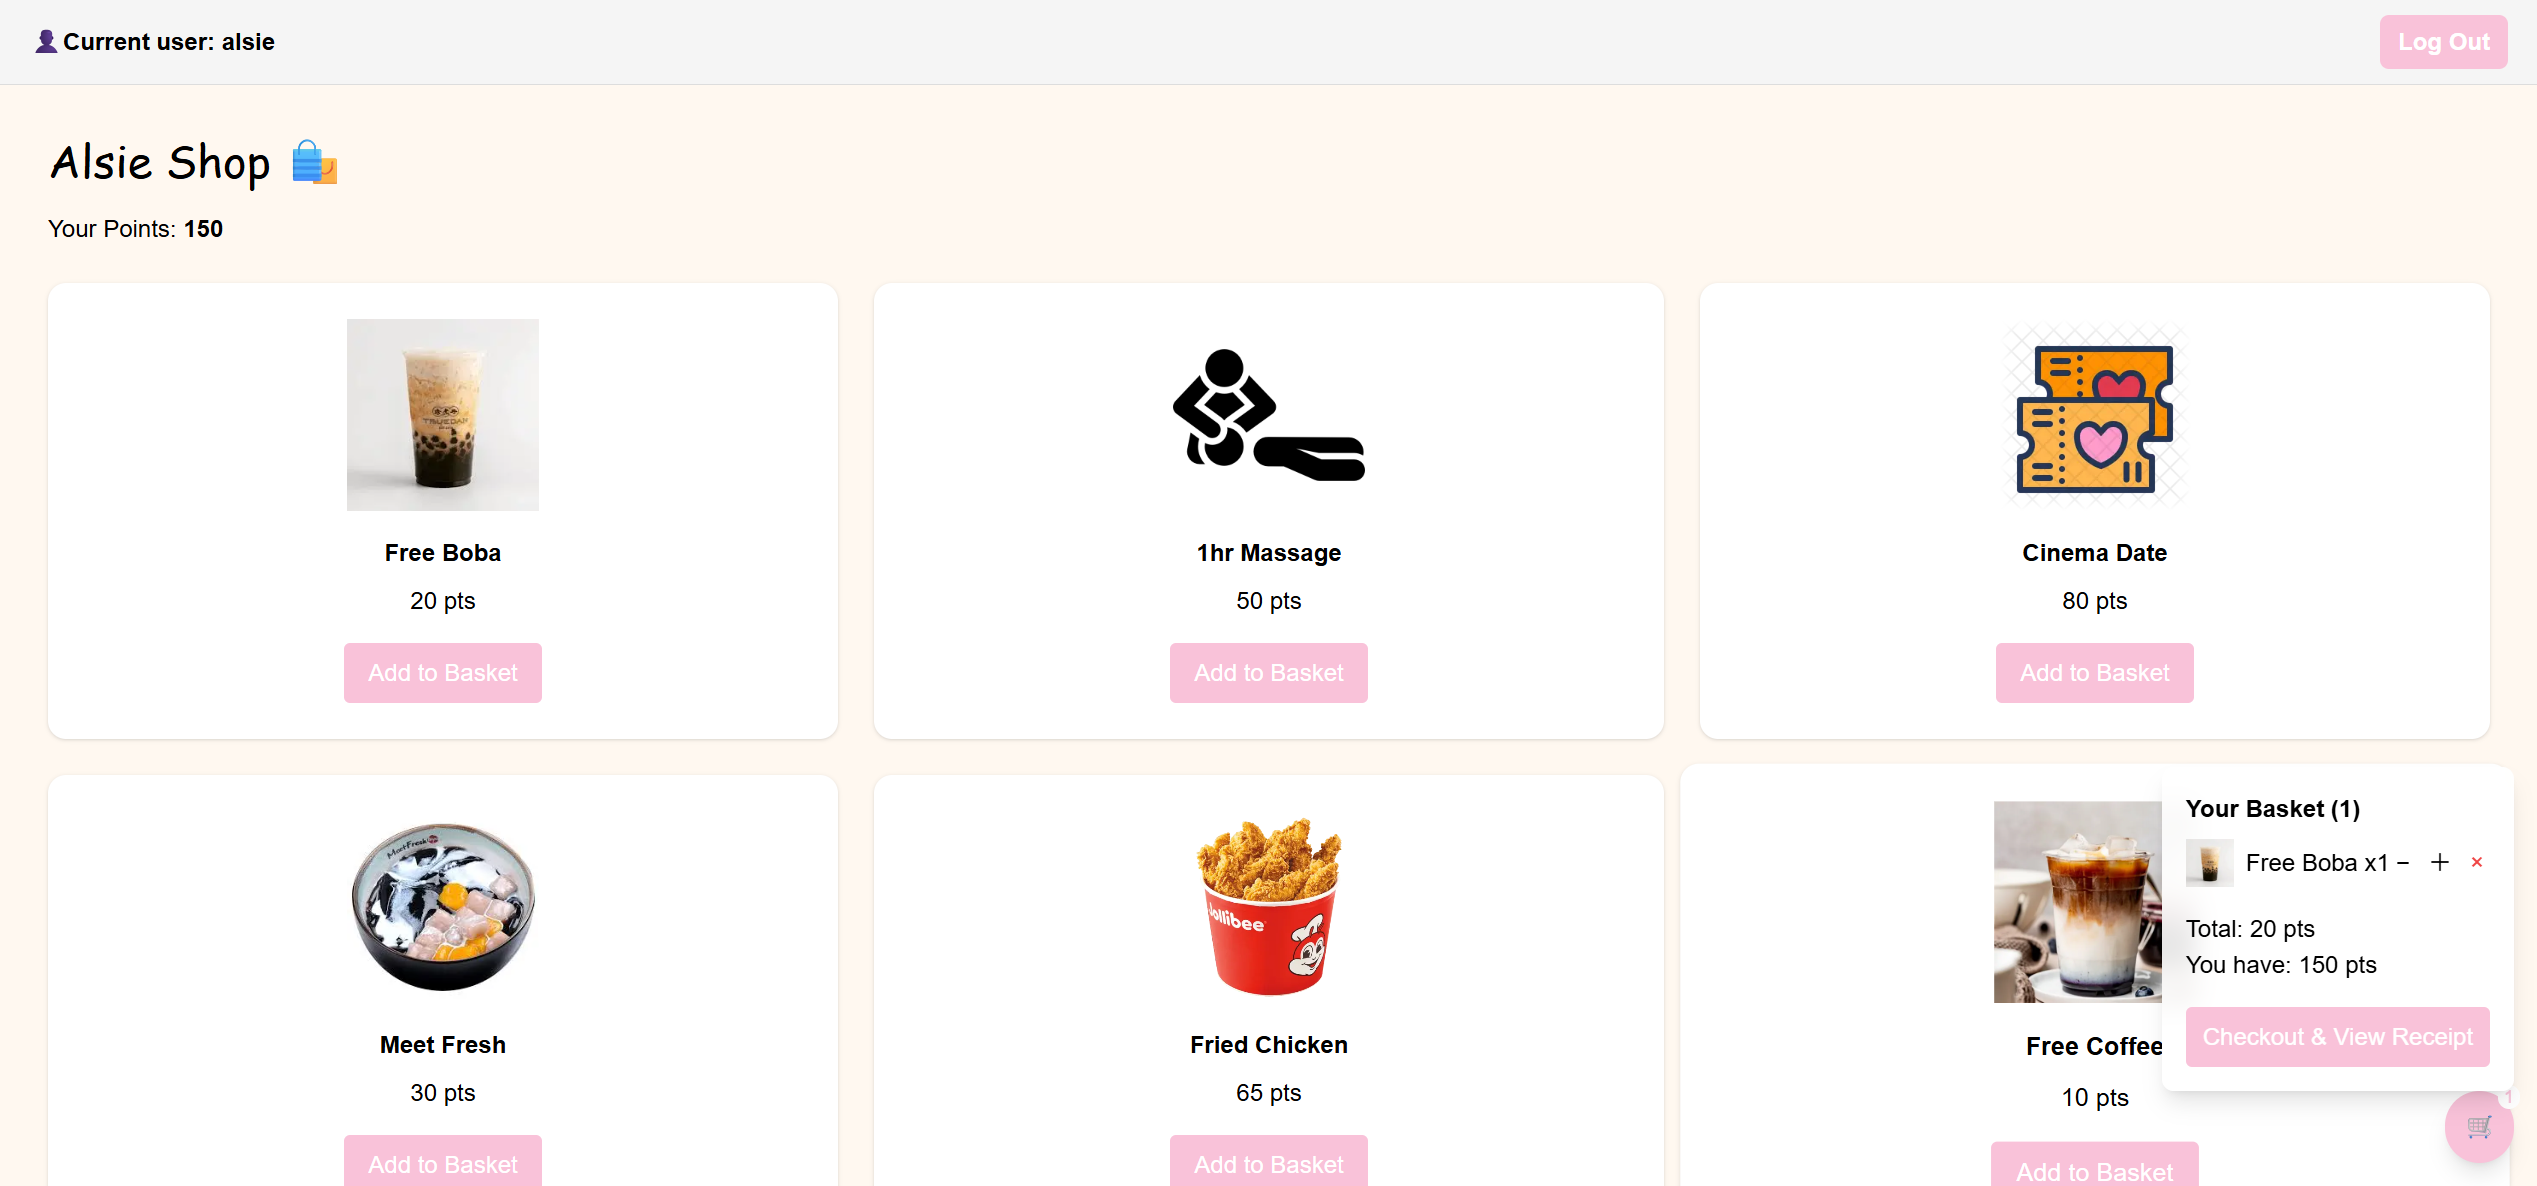 Current user: alsie
Log Out
Alsie Shop
Your Points: 150
Free Boba
20 pts
Add to Basket
1hr Massage
50 pts
Add to Basket
Cinema Date
80 pts
Add to Basket
Meet Fresh
Meet Fresh
30 pts
Add to Basket
Jollibee
Fried Chicken
65 pts
Add to Basket
Free Coffee
10 pts
Add to Basket
Your Basket (1)
Free Boba x1 − + ×
Total: 20 pts
You have: 150 pts
Checkout & View Receipt
1